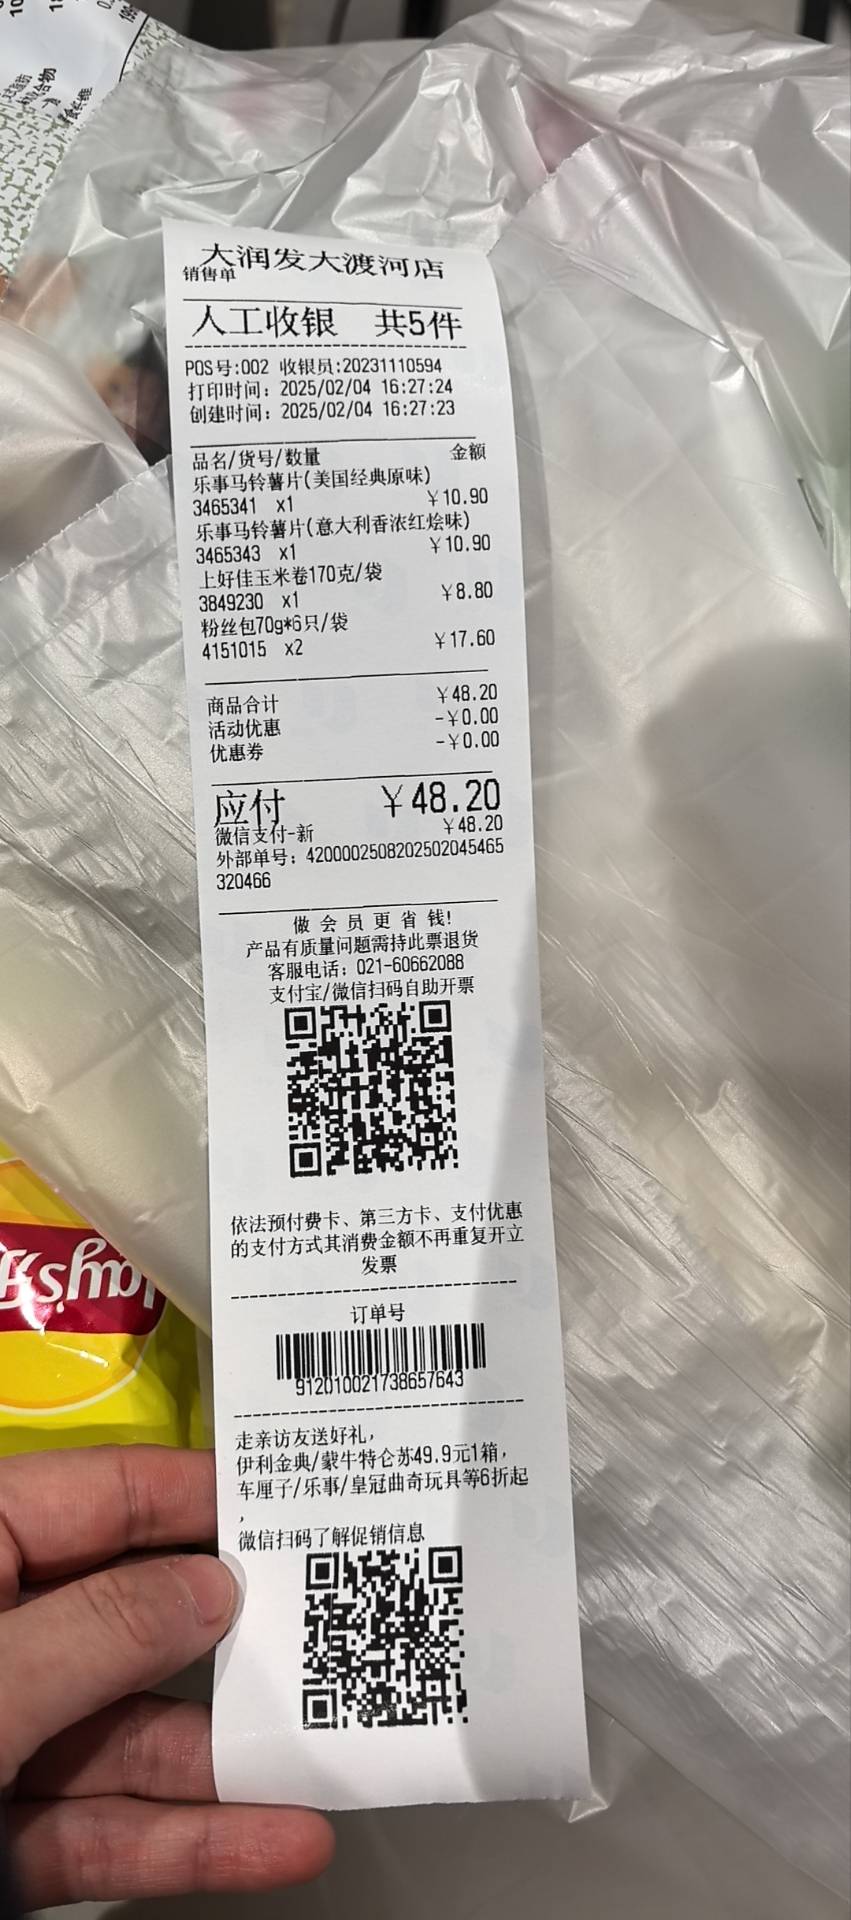 大润发大渡河店
销售单
人工收银 共5件
POS号:002 收银员:20231110594
打印时间: 2025/02/04 16:27:24
创建时间: 2025/02/04 16:27:23
品名/货号/数量 金额
乐事马铃薯片(美国经典原味)
3465341 x1 ￥10.90
乐事马铃薯片(意大利香浓红烩味)
3465343 x1 ￥10.90
上好佳玉米卷170克/袋
3849230 x1 ￥8.80
粉丝包70g*6只/袋
4151015 x2 ￥17.60
商品合计 ￥48.20
活动优惠 -￥0.00
优惠券 -￥0.00
应付 ￥48.20
微信支付-新 ￥48.20
外部单号: 4200002508202502045465
320466
做会员更省钱!
产品有质量问题需持此票退货
客服电话: 021-60662088
支付宝/微信扫码自助开票
依法预付费卡、第三方卡、支付优惠
的支付方式其消费金额不再重复开立
发票
订单号
912010021738657643
走亲访友送好礼,
伊利金典/蒙牛特仑苏49.9元1箱,
车厘子/乐事/皇冠曲奇玩具等6折起
,
微信扫码了解促销信息
Lay's